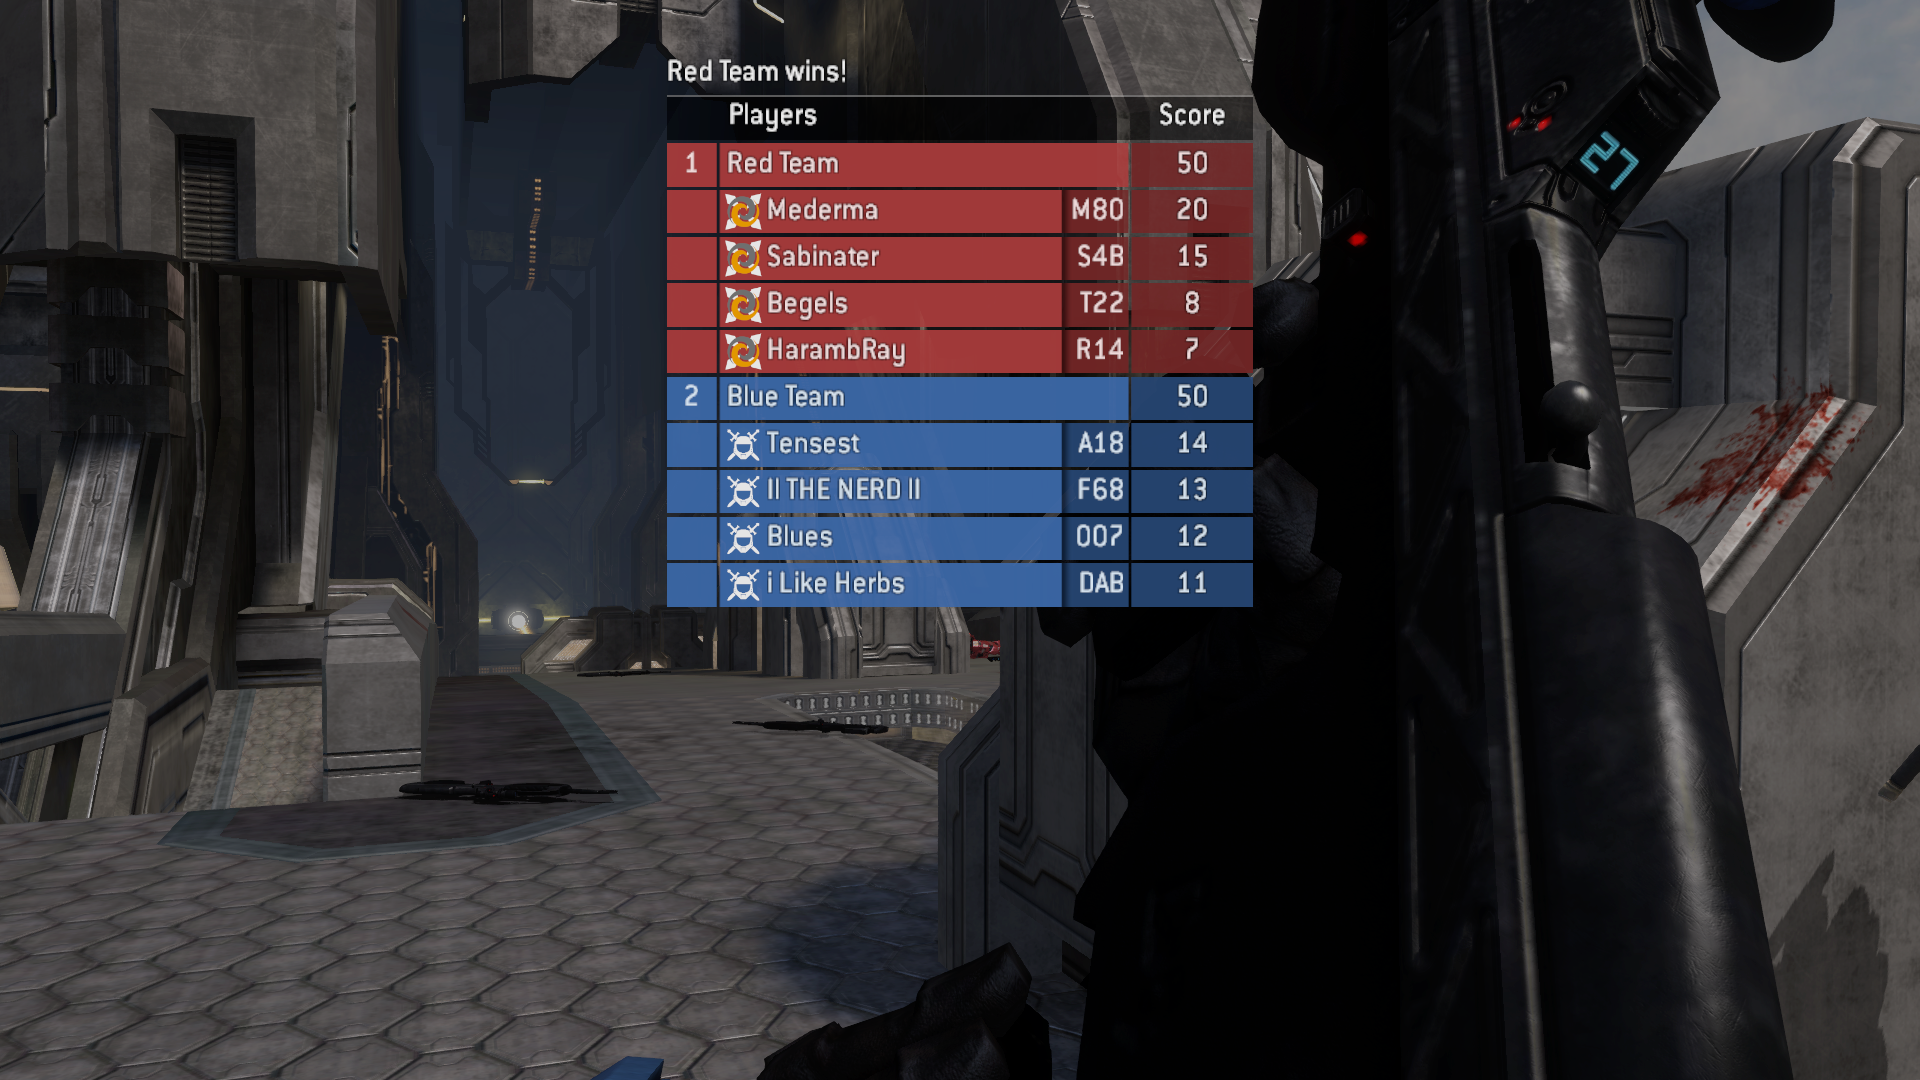 Red Team wins!
Players Score
1 Red Team 50
Mederma M80 20
Sabinater S4B 15
Begels T22 8
HarambRay R14 7
2 Blue Team 50
Tensest A18 14
II THE NERD II F68 13
Blues 007 12
i Like Herbs DAB 11
27